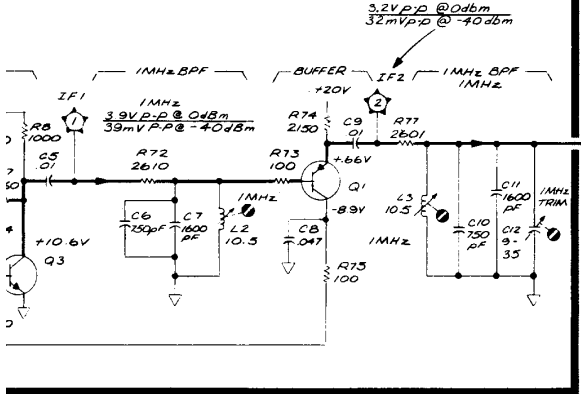 3.2V p-p @ 0dbm
32mV p-p @ -40dbm
1MHz BPF
BUFFER
IF2
1MHz BPF
1MHz
IF1
1
1MHz
3.9V p-p @ 0dBm
39mV p-p @ -40dBm
+20V
2
R8
1000
R74
2150
C9
.01
R77
2601
C5
.01
R72
2610
R73
100
+.66V
Q1
1MHz
-8.9V
C6
750pF
C7
1600
pF
L2
10.5
C8
.047
L3
10.5
1MHz
C10
750
pF
C11
1600
pF
1MHz
TRIM
C12
9-
35
+10.6V
Q3
R75
100